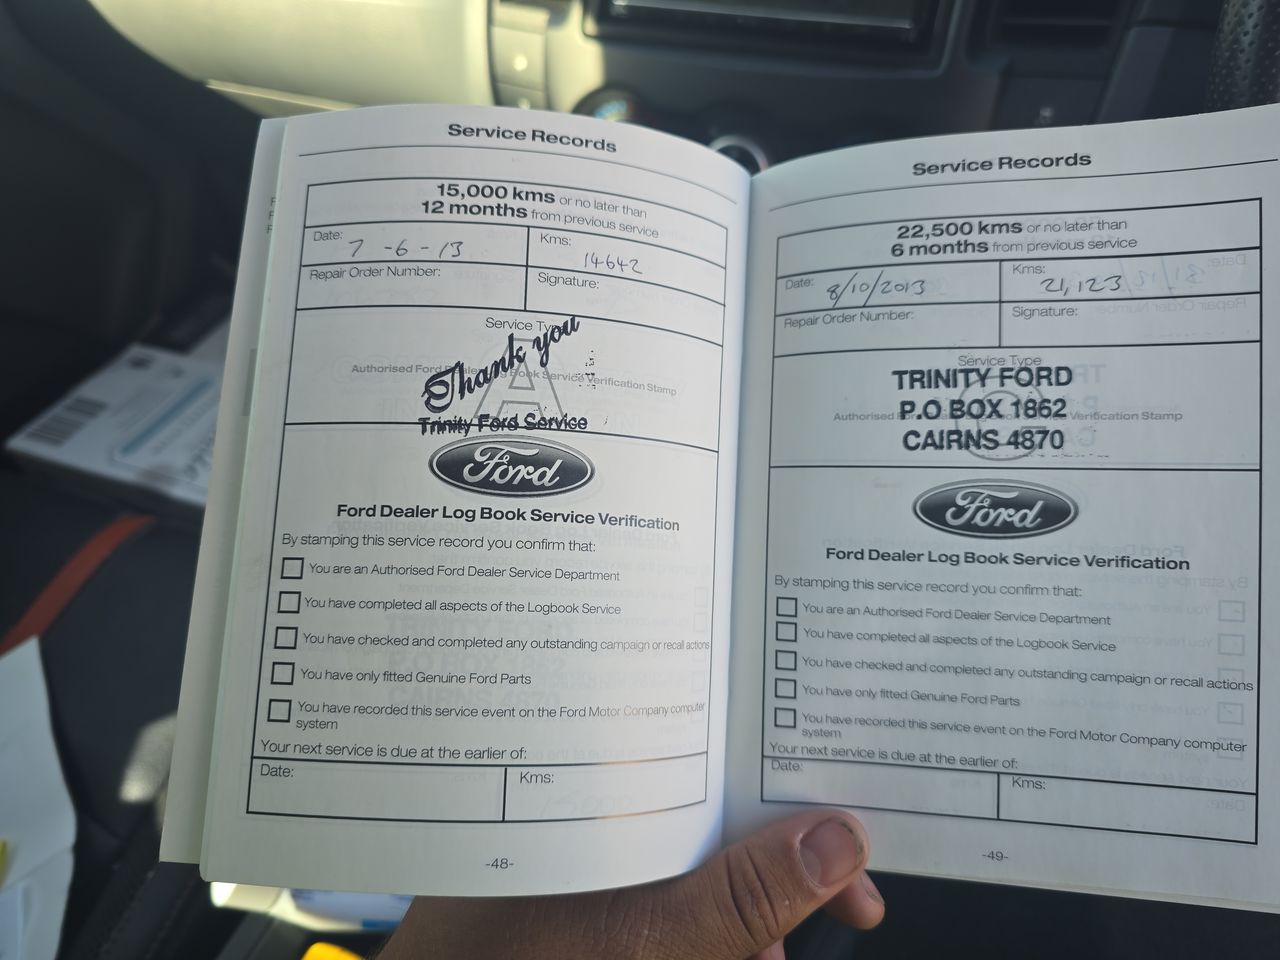 Service Records
15,000 kms or no later than
12 months from previous service
Date: 7-6-13
Kms: 14642
Repair Order Number:
Signature:
Service Type
A
Authorised Ford Dealer Log Book Service Verification Stamp
Thank you
Trinity Ford Service
Ford
Ford Dealer Log Book Service Verification
By stamping this service record you confirm that:
You are an Authorised Ford Dealer Service Department
You have completed all aspects of the Logbook Service
You have checked and completed any outstanding campaign or recall actions
You have only fitted Genuine Ford Parts
You have recorded this service event on the Ford Motor Company computer
system
Your next service is due at the earlier of:
Date:
Kms:
-48-
Service Records
22,500 kms or no later than
6 months from previous service
Date: 8/10/2013
Kms: 21,123
Repair Order Number:
Signature:
Service Type
TRINITY FORD
Authorised Verification Stamp
P.O BOX 1862
CAIRNS 4870
Ford
Ford Dealer Log Book Service Verification
By stamping this service record you confirm that:
You are an Authorised Ford Dealer Service Department
You have completed all aspects of the Logbook Service
You have checked and completed any outstanding campaign or recall actions
You have only fitted Genuine Ford Parts
You have recorded this service event on the Ford Motor Company computer
system
Your next service is due at the earlier of:
Date:
Kms:
-49-